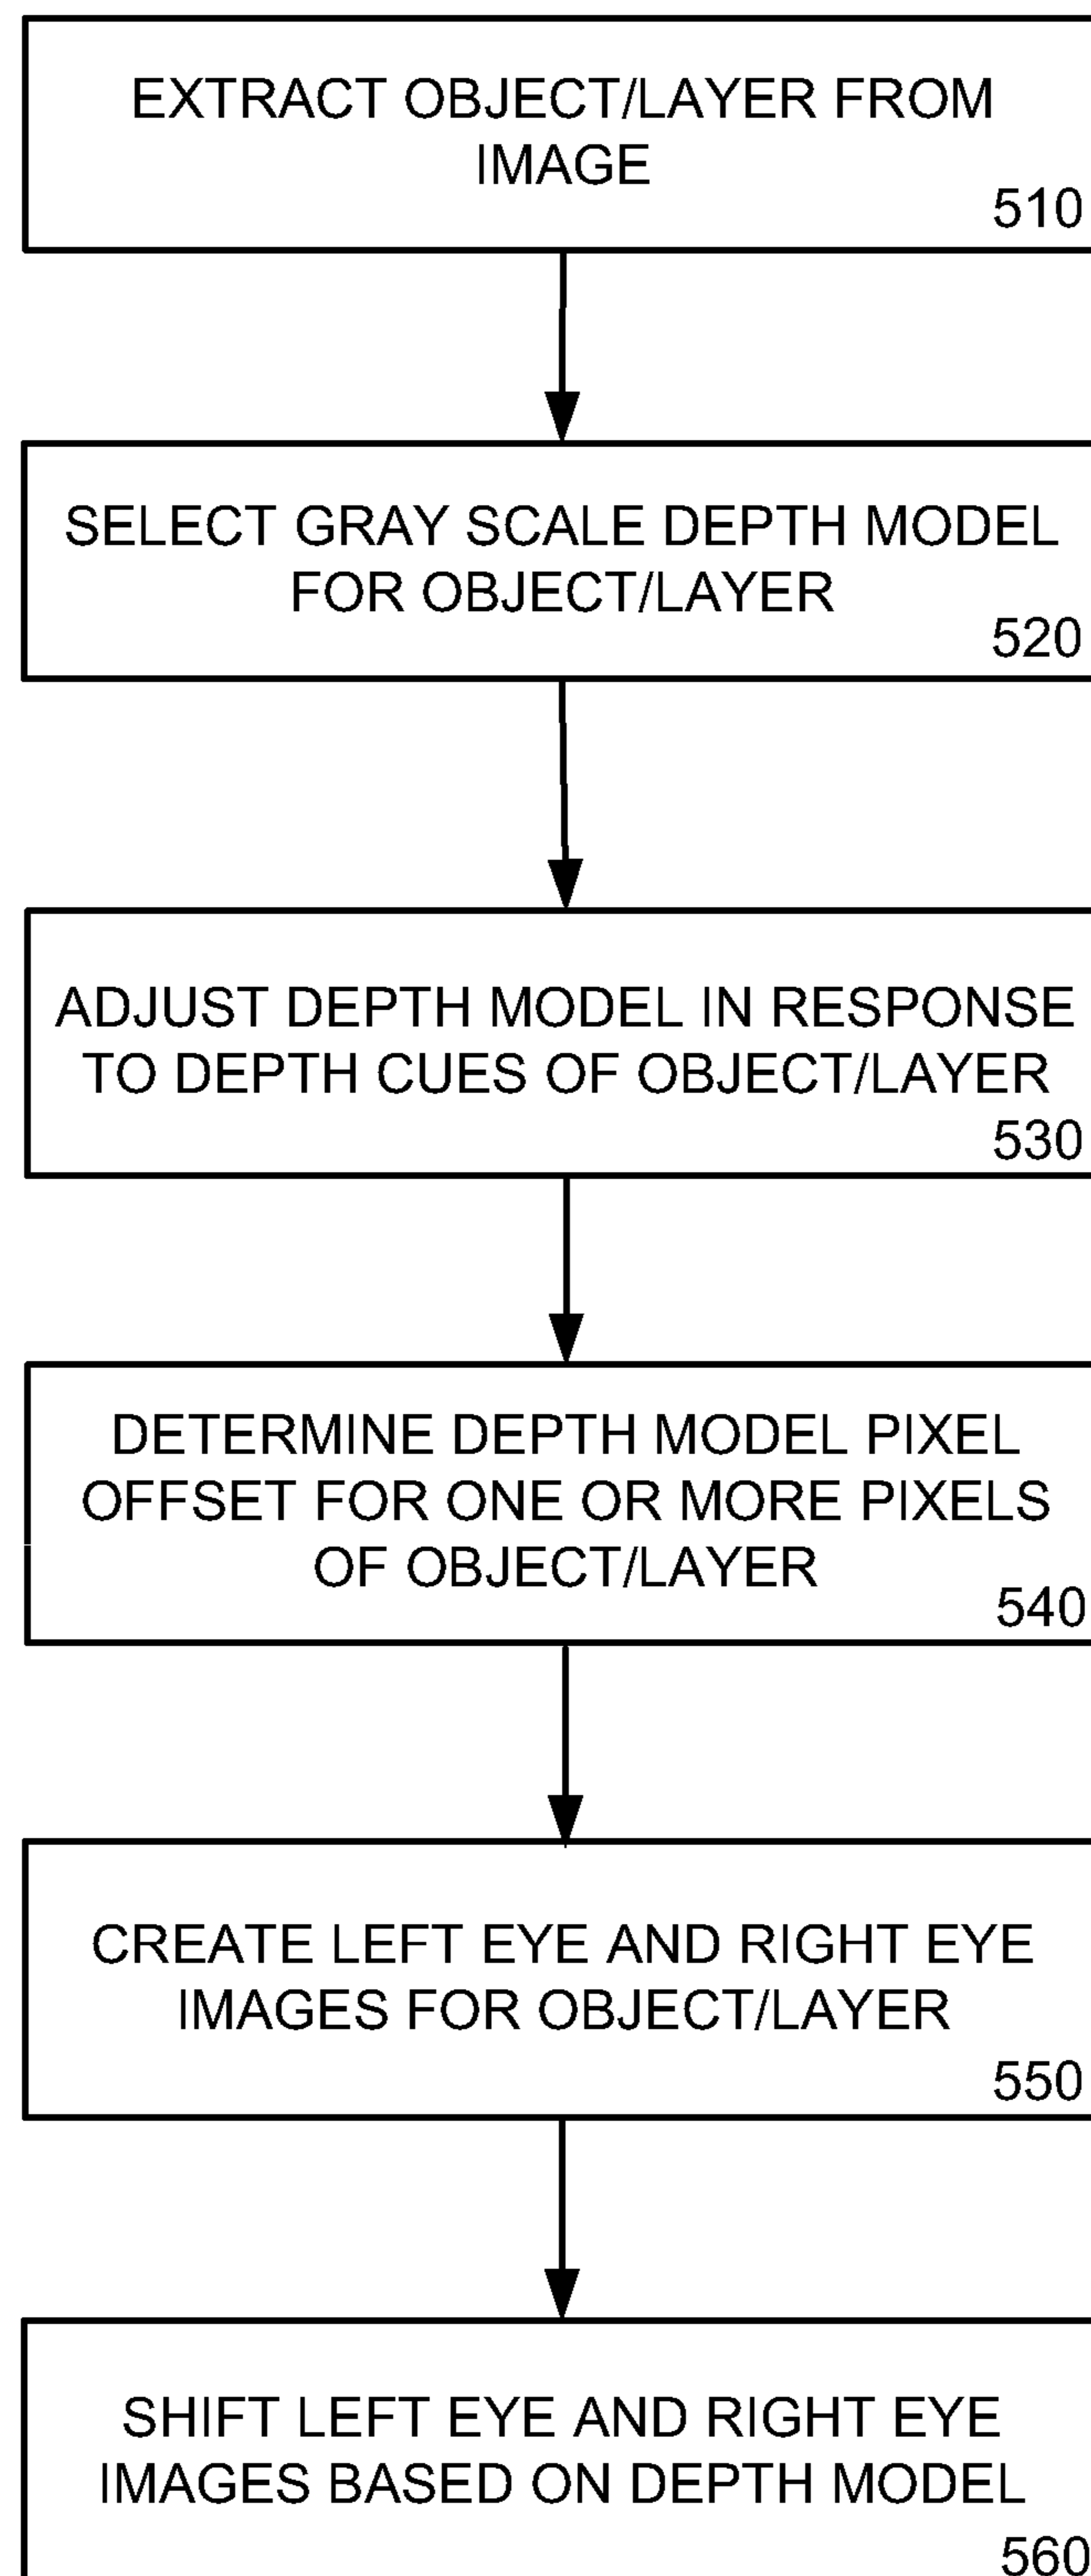 EXTRACT OBJECT/LAYER FROM
IMAGE
510
SELECT GRAY SCALE DEPTH MODEL
FOR OBJECT/LAYER
520
ADJUST DEPTH MODEL IN RESPONSE
TO DEPTH CUES OF OBJECT/LAYER
530
DETERMINE DEPTH MODEL PIXEL
OFFSET FOR ONE OR MORE PIXELS
OF OBJECT/LAYER
540
CREATE LEFT EYE AND RIGHT EYE
IMAGES FOR OBJECT/LAYER
550
SHIFT LEFT EYE AND RIGHT EYE
IMAGES BASED ON DEPTH MODEL
560